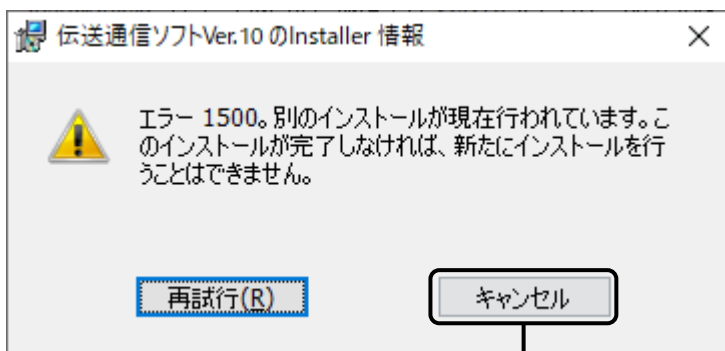 伝送通信ソフトVer.10 のInstaller 情報
エラー 1500。別のインストールが現在行われています。こ
のインストールが完了しなければ、新たにインストールを行
うことはできません。
再試行(R)
キャンセル